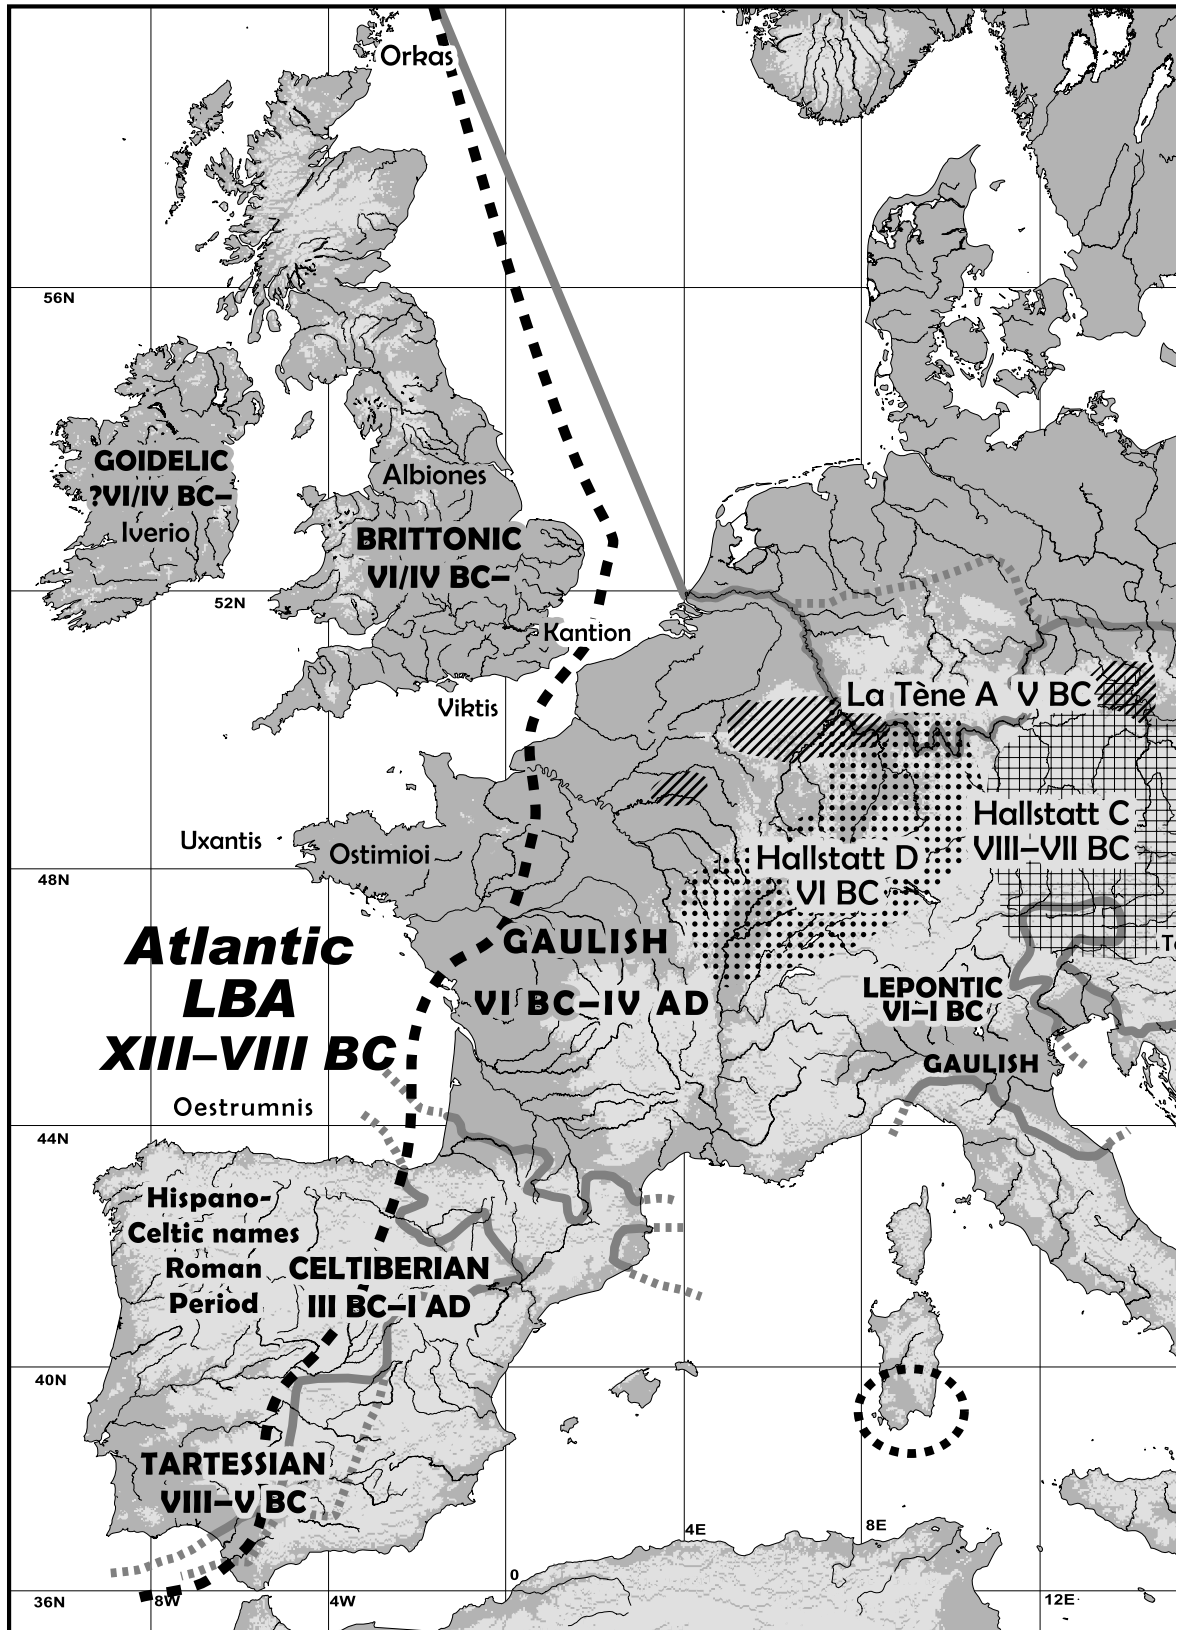 Orkas
56N
GOIDELIC
?VI/IV BC–
Iverio
Albiones
BRITTONIC
VI/IV BC–
52N
Kantion
Viktis
La Tène A V BC
Hallstatt C
VIII–VII BC
Uxantis
Ostimioi
Hallstatt D
VI BC
48N
Atlantic
LBA
XIII–VIII BC
GAULISH
VI BC–IV AD
LEPONTIC
VI–I BC
GAULISH
Oestrumnis
44N
Hispano-
Celtic names
Roman
Period
CELTIBERIAN
III BC–I AD
40N
TARTESSIAN
VIII–V BC
4E
8E
0
36N
8W
4W
12E